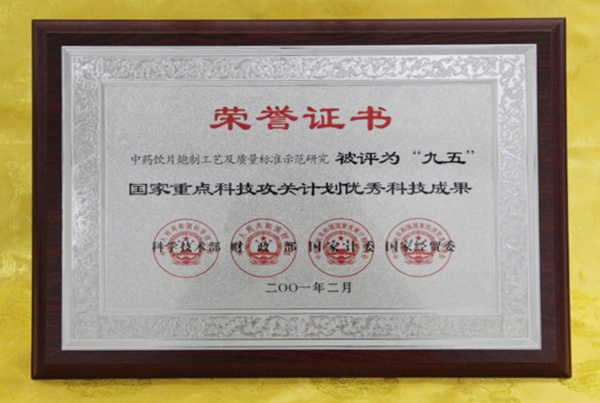 荣誉证书
中药饮片炮制工艺及质量标准示范研究 被评为“九五”
国家重点科技攻关计划优秀科技成果
科学技术部 财政部 国家计委 国家经贸委
二〇〇一年二月